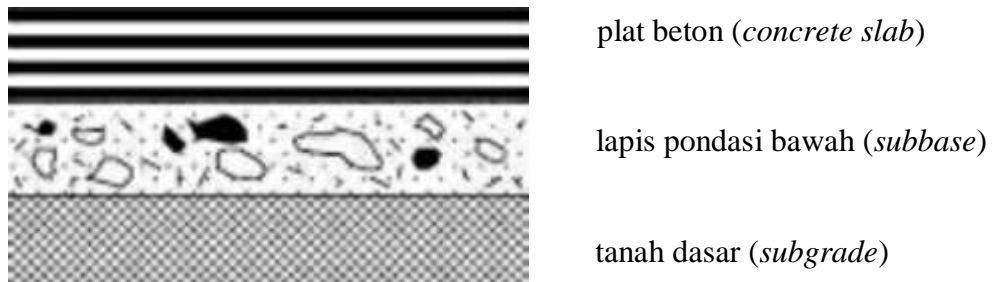 plat beton (concrete slab)
lapis pondasi bawah (subbase)
tanah dasar (subgrade)